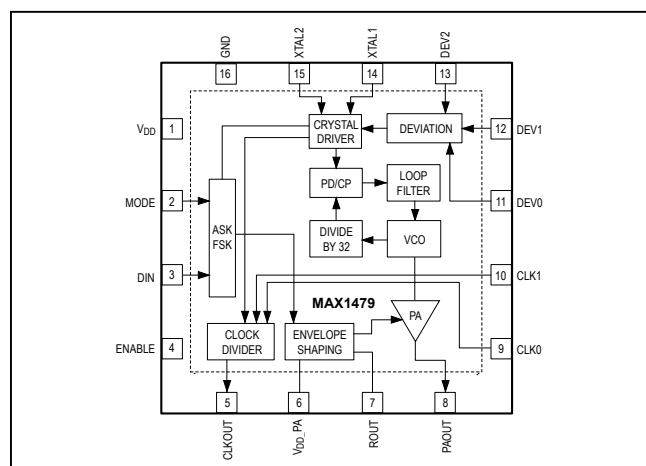 GND
XTAL2
XTAL1
DEV2
16
15
14
13
V_DD 1
CRYSTAL
DRIVER
DEVIATION
12 DEV1
MODE 2
ASK
FSK
PD/CP
LOOP
FILTER
11 DEV0
DIVIDE
BY 32
VCO
DIN 3
10 CLK1
MAX1479
PA
ENABLE 4
CLOCK
DIVIDER
ENVELOPE
SHAPING
9 CLK0
5
6
7
8
CLKOUT
V_DD_PA
ROUT
PAOUT